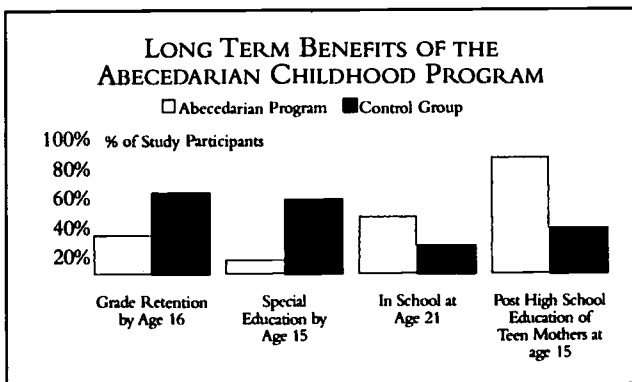 LONG TERM BENEFITS OF THE
ABECEDARIAN CHILDHOOD PROGRAM
Abecedarian Program Control Group
100% % of Study Participants
80%
60%
40%
20%
Grade Retention
by Age 16
Special
Education by
Age 15
In School at
Age 21
Post High School
Education of
Teen Mothers at
age 15